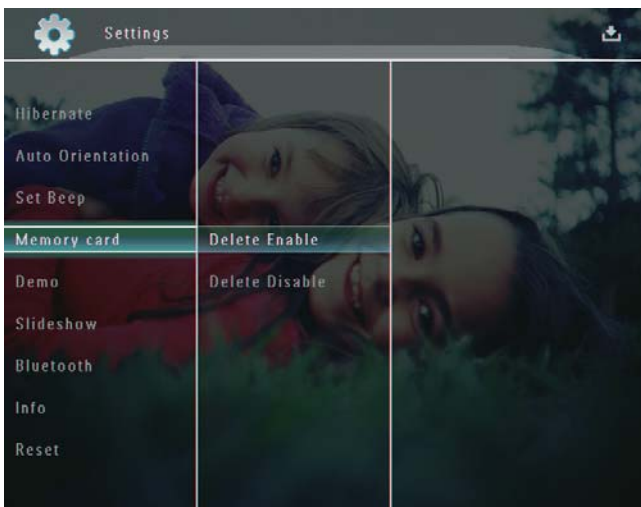 Settings
Hibernate
Auto Orientation
Set Beep
Memory card
Delete Enable
Demo
Delete Disable
Slideshow
Bluetooth
Info
Reset